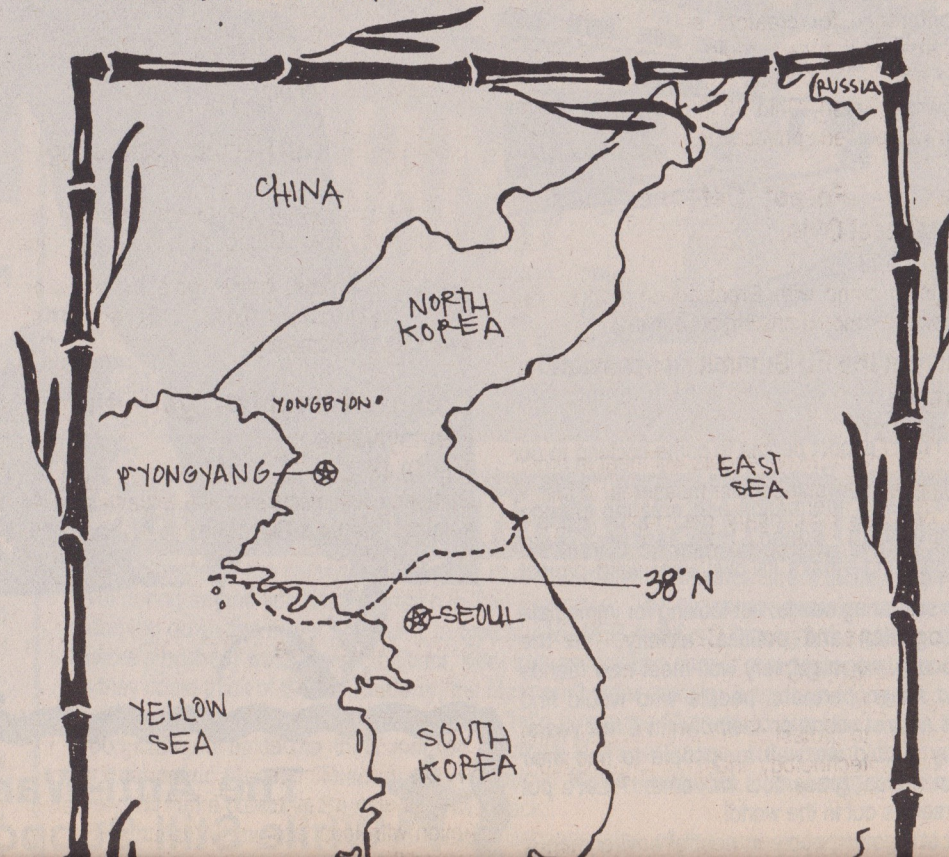 RUSSIA
CHINA
NORTH
KOREA
YONGBYON
PYONGYANG
EAST
SEA
38° N
SEOUL
YELLOW
SEA
SOUTH
KOREA